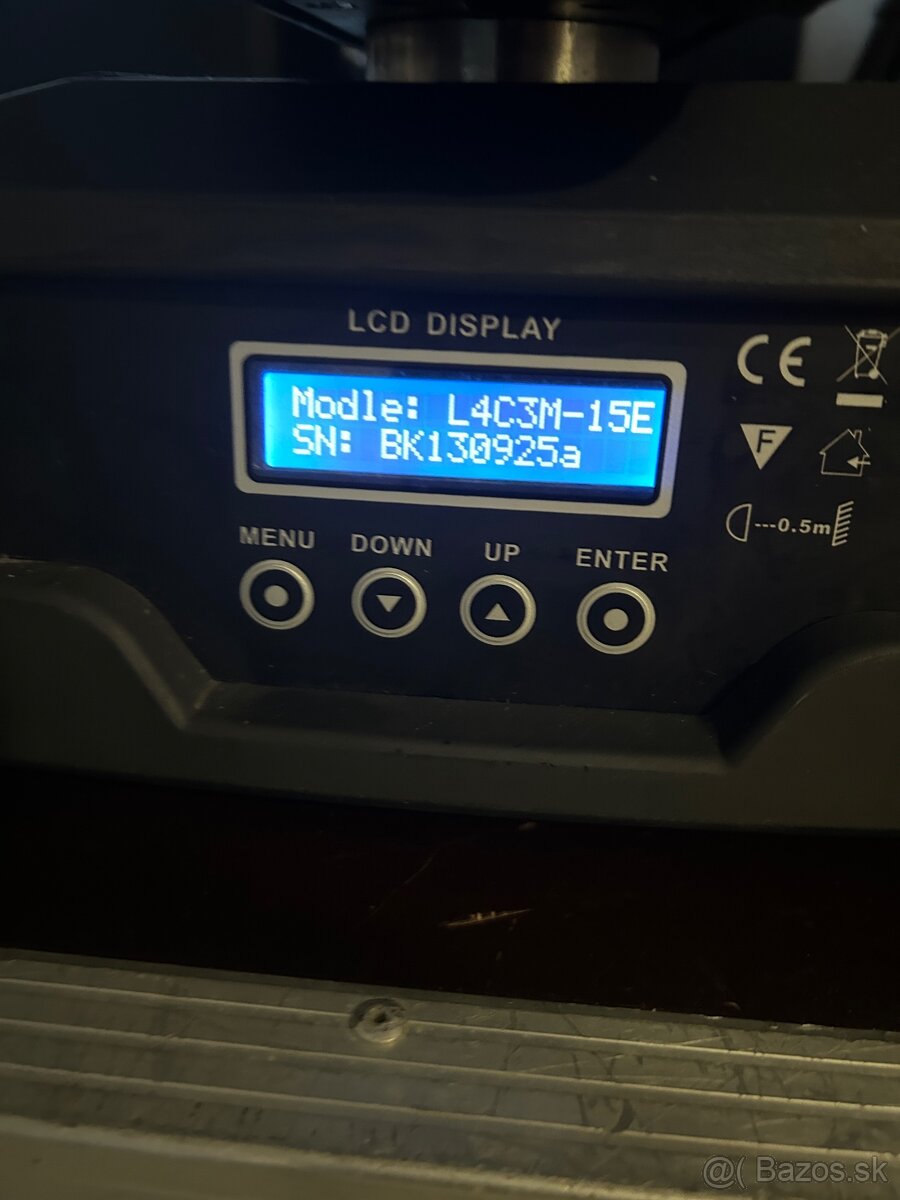 LCD DISPLAY
Modle: L4C3M-15E
SN: BK130925a
CE
F
---0.5m
MENU DOWN UP ENTER
@( Bazos.sk